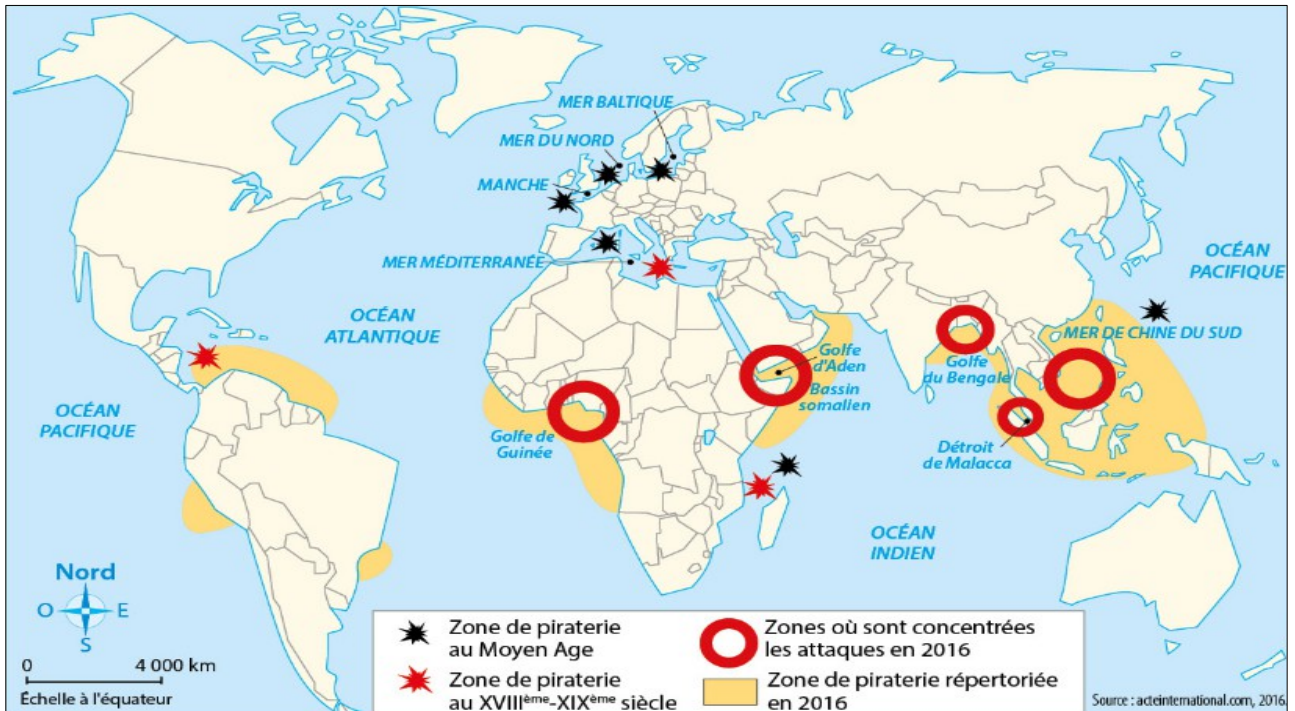 MER BALTIQUE
MER DU NORD
MANCHE
MER MÉDITERRANÉE
OCÉAN
PACIFIQUE
OCÉAN
ATLANTIQUE
MER DE CHINE DU SUD
Golfe
d'Aden
Bassin
somalien
Golfe
du Bengale
OCÉAN
PACIFIQUE
Golfe de
Guinée
Détroit
de Malacca
OCÉAN
INDIEN
Nord
O
E
S
0
4 000 km
Échelle à l'équateur
Zone de piraterie
au Moyen Age
Zone de piraterie
au XVIIIème-XIXème siècle
Zones où sont concentrées
les attaques en 2016
Zone de piraterie répertoriée
en 2016
Source : acteinternational.com, 2016.